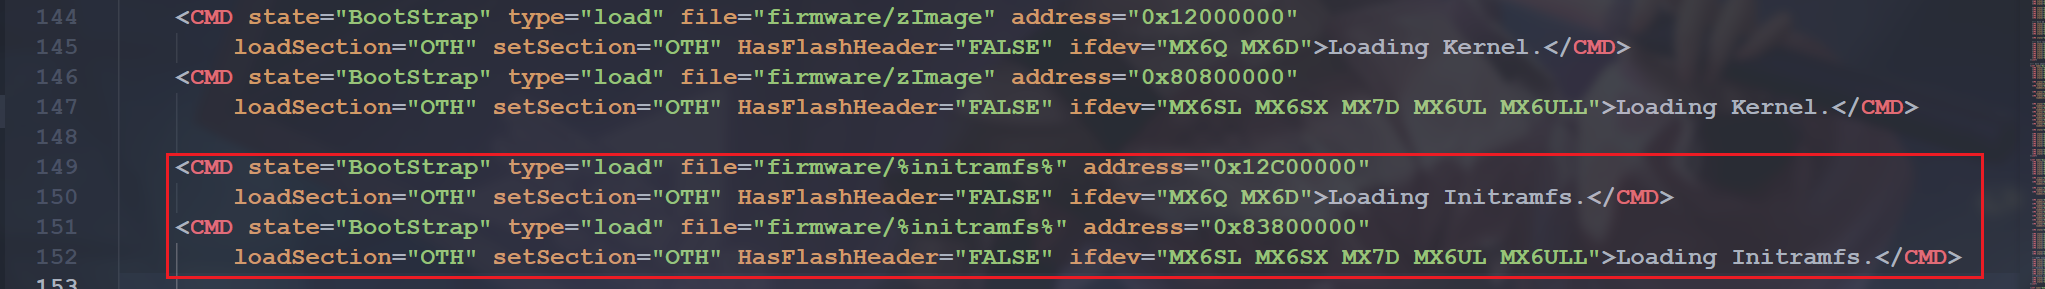 144 <CMD state="BootStrap" type="load" file="firmware/zImage" address="0x12000000"
145 loadSection="OTH" setSection="OTH" HasFlashHeader="FALSE" ifdev="MX6Q MX6D">Loading Kernel.</CMD>
146 <CMD state="BootStrap" type="load" file="firmware/zImage" address="0x80800000"
147 loadSection="OTH" setSection="OTH" HasFlashHeader="FALSE" ifdev="MX6SL MX6SX MX7D MX6UL MX6ULL">Loading Kernel.</CMD>
148
149 <CMD state="BootStrap" type="load" file="firmware/%initramfs%" address="0x12C00000"
150 loadSection="OTH" setSection="OTH" HasFlashHeader="FALSE" ifdev="MX6Q MX6D">Loading Initramfs.</CMD>
151 <CMD state="BootStrap" type="load" file="firmware/%initramfs%" address="0x83800000"
152 loadSection="OTH" setSection="OTH" HasFlashHeader="FALSE" ifdev="MX6SL MX6SX MX7D MX6UL MX6ULL">Loading Initramfs.</CMD>
153